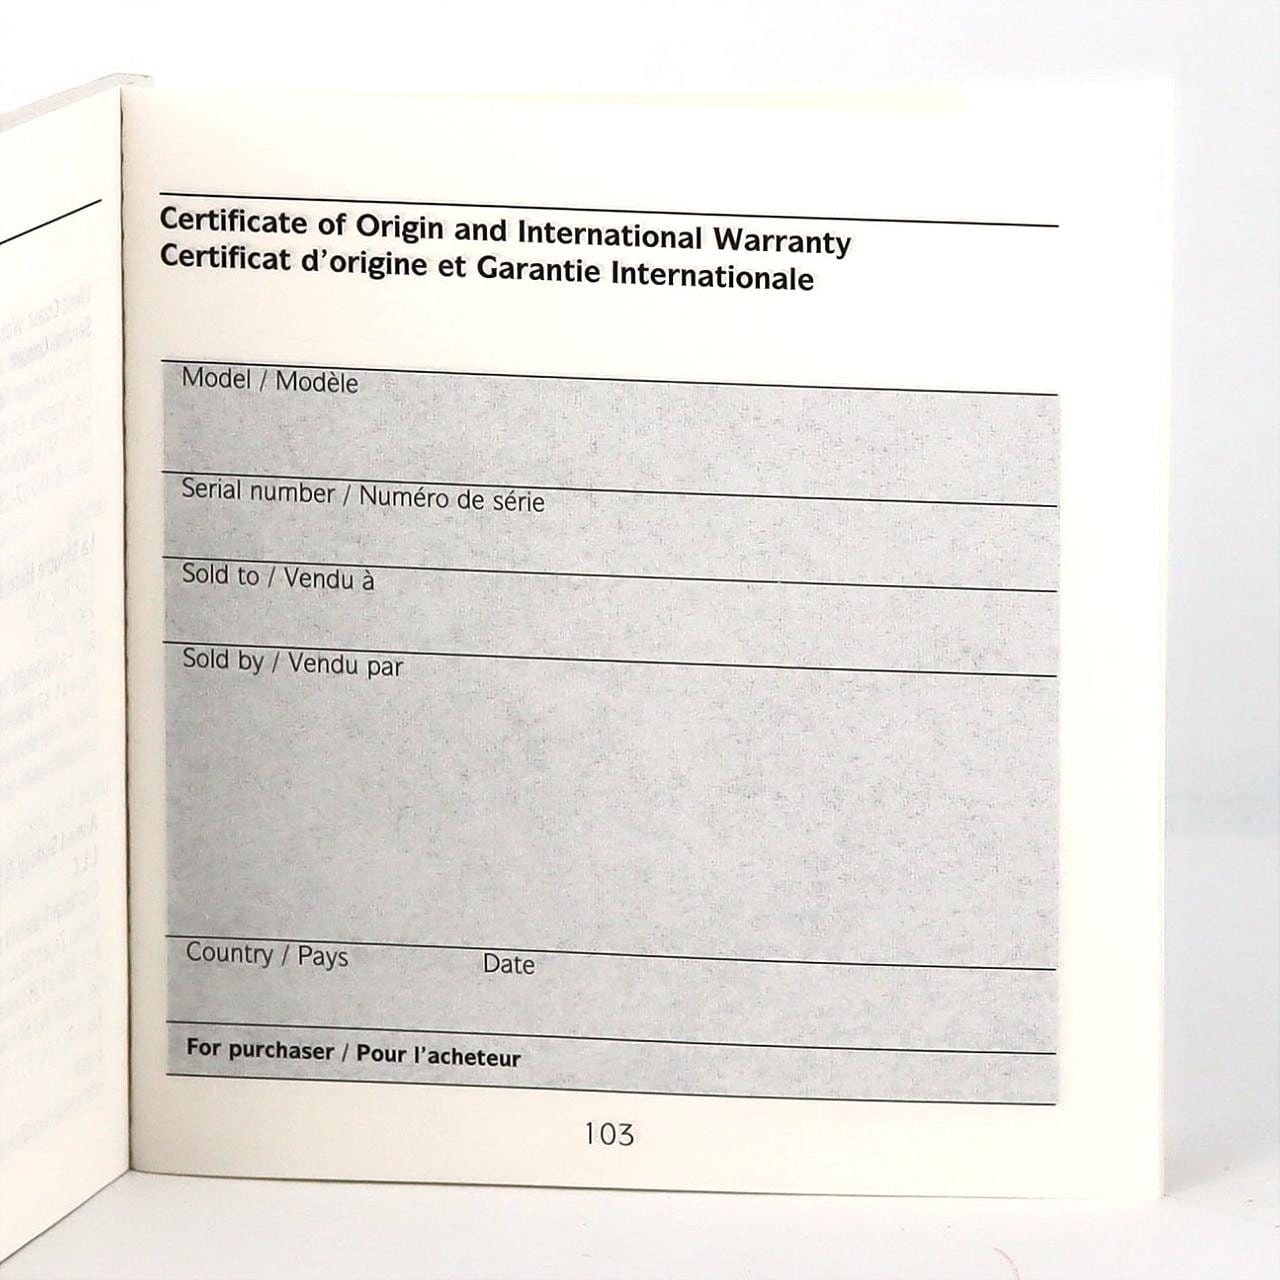 Certificate of Origin and International Warranty
Certificat d'origine et Garantie Internationale
Model / Modèle
Serial number / Numéro de série
Sold to / Vendu à
Sold by / Vendu par
Country / Pays Date
For purchaser / Pour l'acheteur
103